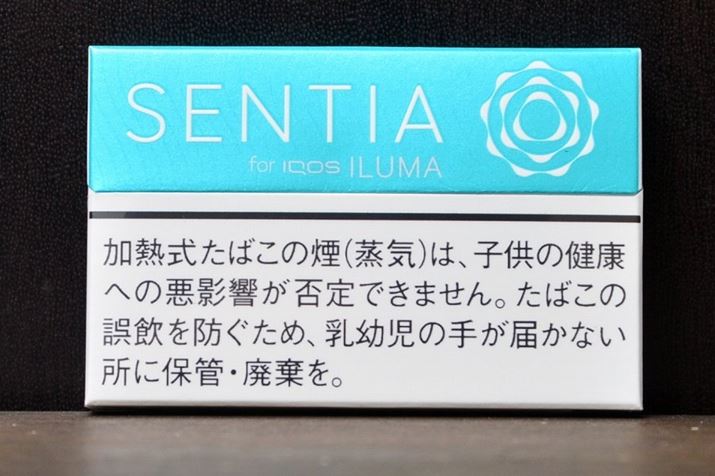 SENTIA
for IQOS ILUMA
加熱式たばこの煙(蒸気)は、子供の健康
への悪影響が否定できません。たばこの
誤飲を防ぐため、乳幼児の手が届かない
所に保管・廃棄を。